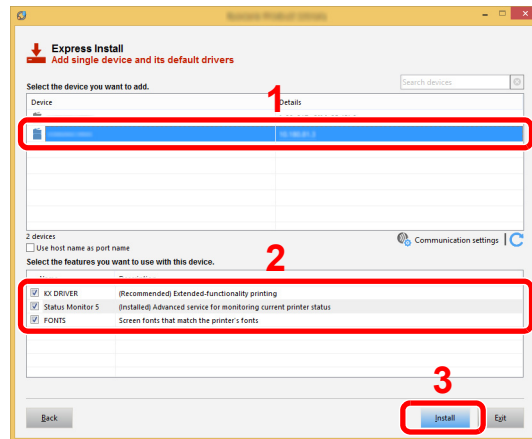 Express Install
Add single device and its default drivers
Select the device you want to add.
Search devices
1
Device Details
2 devices
Communication settings
Use host name as port name
Select the features you want to use with this device.
2
KX DRIVER (Recommended) Extended-functionality printing
Status Monitor 5 (Installed) Advanced service for monitoring current printer status
FONTS Screen fonts that match the printer's fonts
3
Back Install Exit